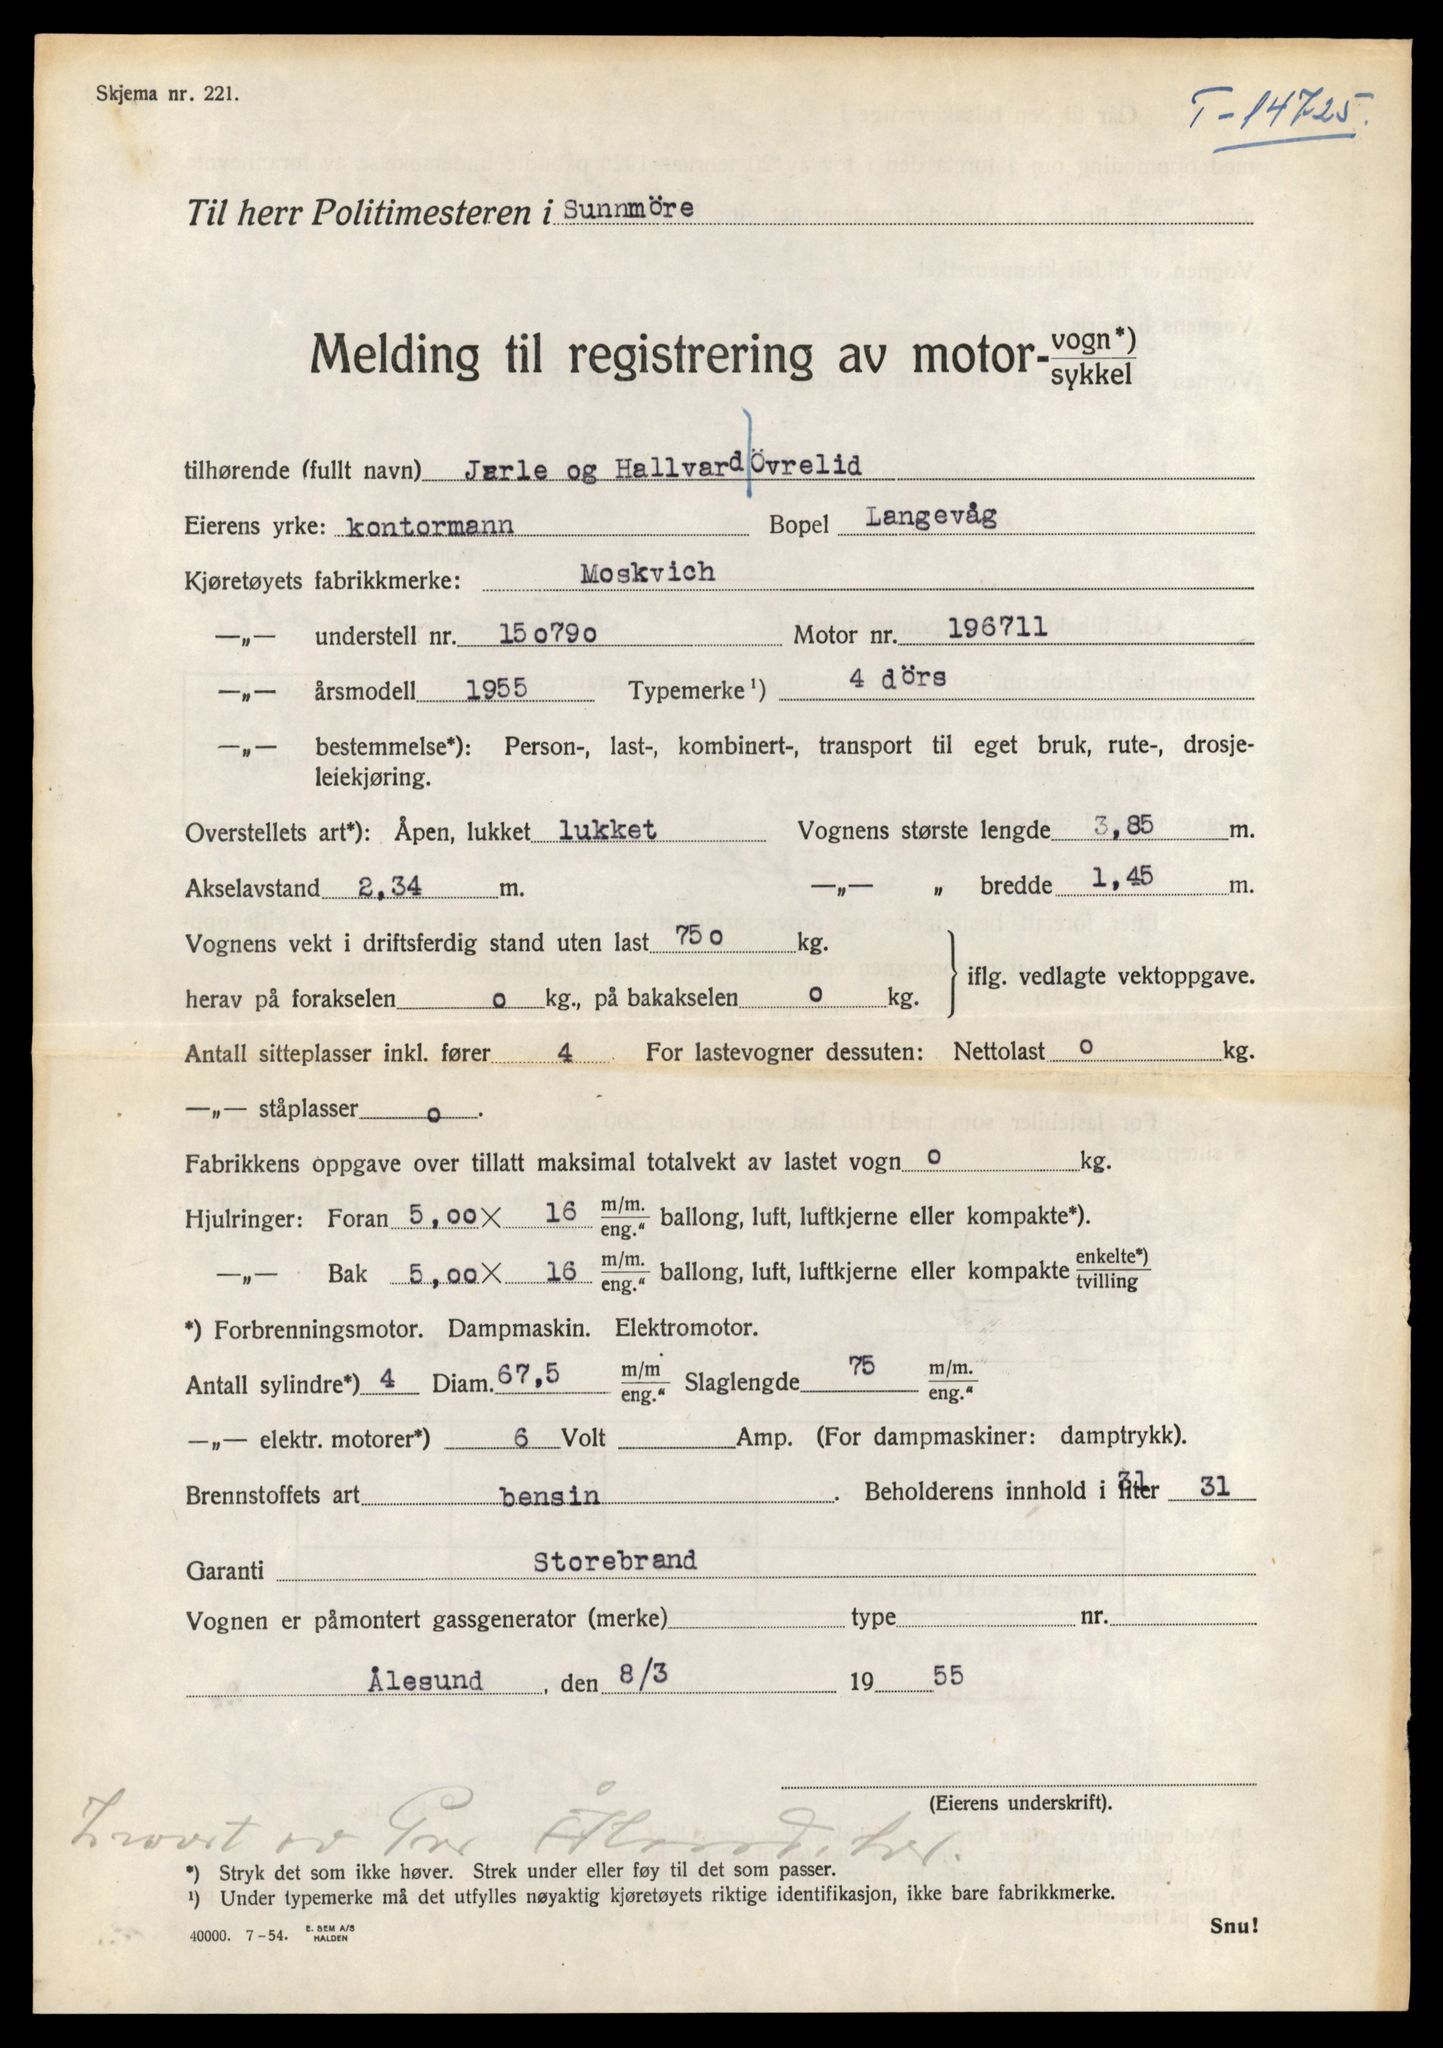 Skjema nr. 221.
T-14725.
Til herr Politimesteren i Sunnmöre
Melding til registrering av motor-vogn*)
sykkel
tilhørende (fullt navn) Jarle og Hallvard Övrelid
Eierens yrke: kontormann Bopel Langevåg
Kjøretøyets fabrikkmerke: Moskvich
—„— understell nr. 150790 Motor nr. 196711
—„— årsmodell 1955 Typemerke¹) 4 dörs
—„— bestemmelse*): Person-, last-, kombinert-, transport til eget bruk, rute-, drosje-
leiekjøring.
Overstellets art*): Åpen, lukket lukket Vognens største lengde 3,85 m.
Akselavstand 2,34 m. —„— „ bredde 1,45 m.
Vognens vekt i driftsferdig stand uten last 750 kg.
iflg. vedlagte vektoppgave.
herav på forakselen o kg., på bakakselen o kg.
Antall sitteplasser inkl. fører 4 For lastevogner dessuten: Nettolast o kg.
—„— ståplasser o .
Fabrikkens oppgave over tillatt maksimal totalvekt av lastet vogn o kg.
Hjulringer: Foran 5,00 X 16 m/m. eng.“ ballong, luft, luftkjerne eller kompakte*).
—„— Bak 5,00 X 16 m/m. eng.“ ballong, luft, luftkjerne eller kompakte enkelte*) tvilling
*) Forbrenningsmotor. Dampmaskin. Elektromotor.
Antall sylindre*) 4 Diam. 67,5 m/m eng.“ Slaglengde 75 m/m. eng.“
—„— elektr. motorer*) 6 Volt Amp. (For dampmaskiner: damptrykk).
Brennstoffets art bensin . Beholderens innhold i liter 31 31
Garanti Storebrand
Vognen er påmontert gassgenerator (merke) type nr.
Ålesund , den 8/3 19 55
(Eierens underskrift).
av Per
*) Stryk det som ikke høver. Strek under eller føy til det som passer.
¹) Under typemerke må det utfylles nøyaktig kjøretøyets riktige identifikasjon, ikke bare fabrikkmerke.
40000. 7-54. E. SEM A/S HALDEN
Snu!